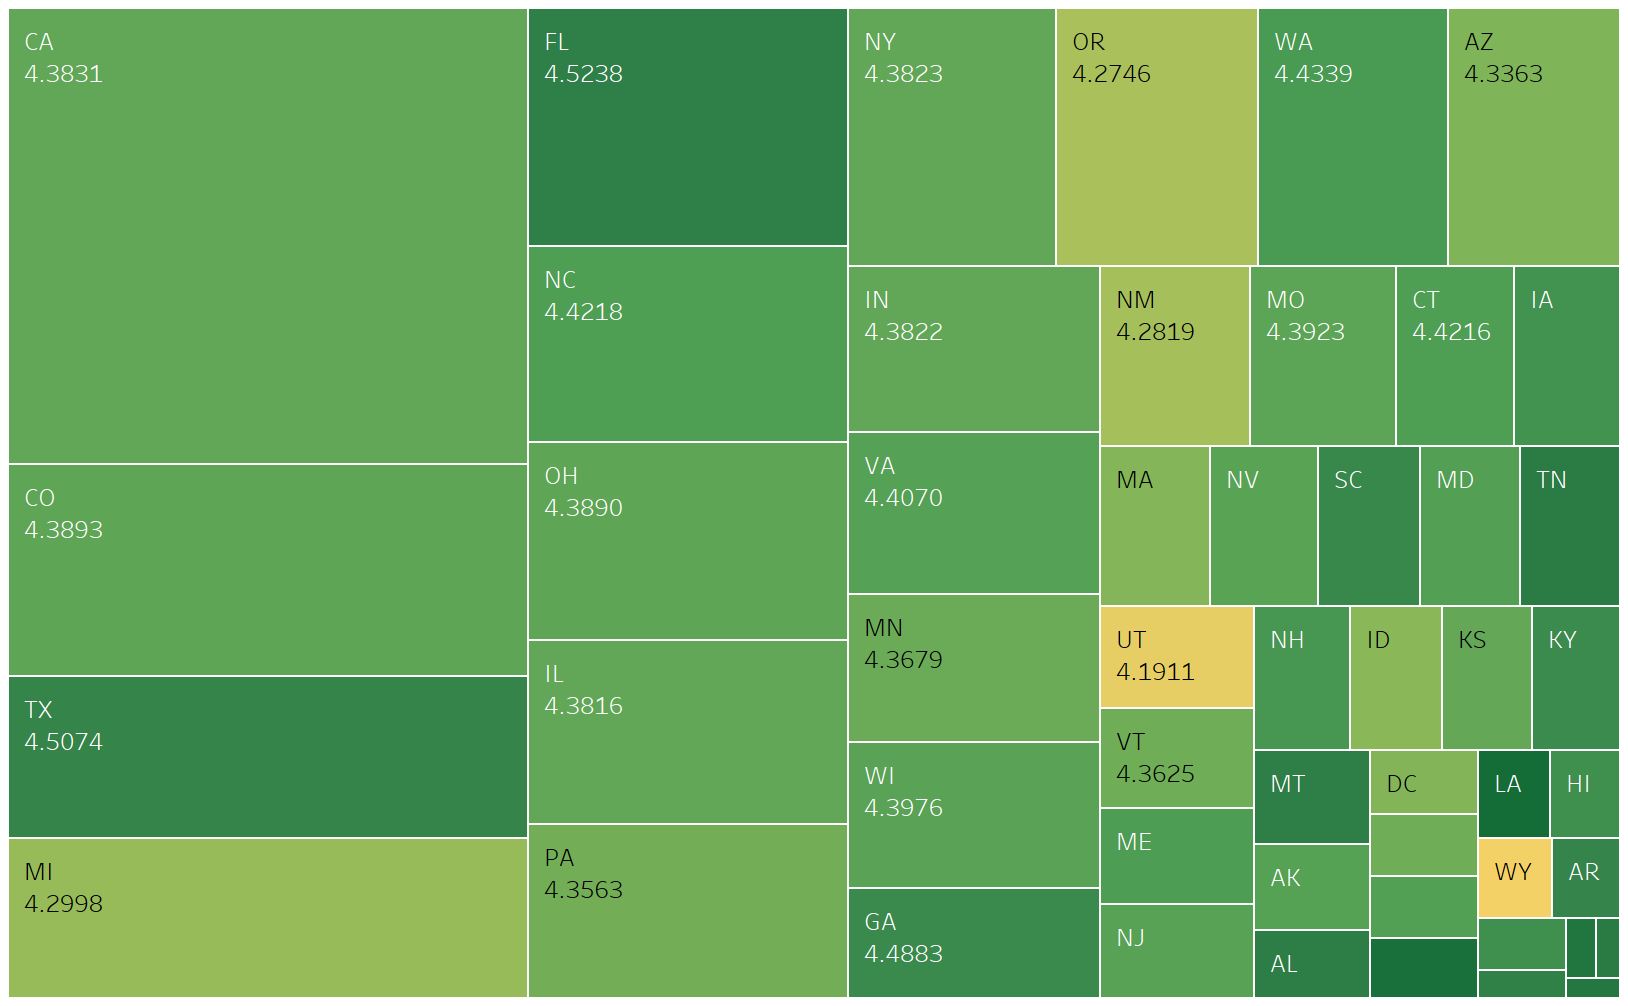 CA
4.3831
CO
4.3893
TX
4.5074
MI
4.2998
FL
4.5238
NC
4.4218
OH
4.3890
IL
4.3816
PA
4.3563
NY
4.3823
OR
4.2746
WA
4.4339
AZ
4.3363
IN
4.3822
VA
4.4070
MN
4.3679
WI
4.3976
GA
4.4883
NM
4.2819
MO
4.3923
CT
4.4216
IA
MA
NV
SC
MD
TN
UT
4.1911
VT
4.3625
ME
NJ
NH
ID
KS
KY
MT
AK
AL
DC
LA
HI
WY
AR